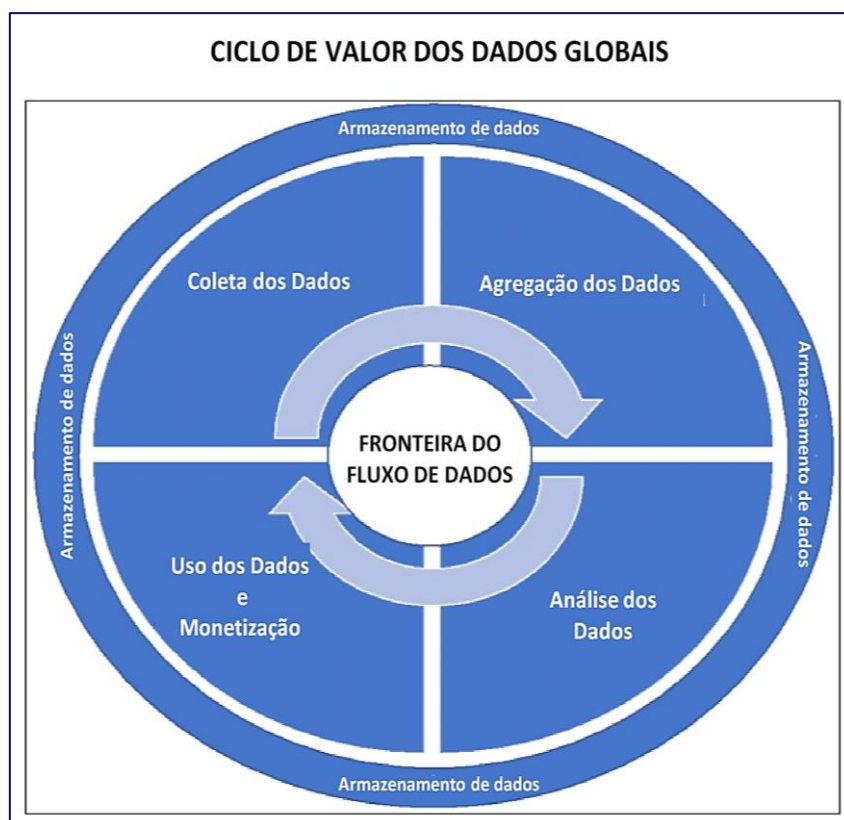 CICLO DE VALOR DOS DADOS GLOBAIS
Armazenamento de dados
Coleta dos Dados
Agregação dos Dados
Armazenamento de dados
Armazenamento de dados
FRONTEIRA DO
FLUXO DE DADOS
Uso dos Dados
e
Monetização
Análise dos
Dados
Armazenamento de dados